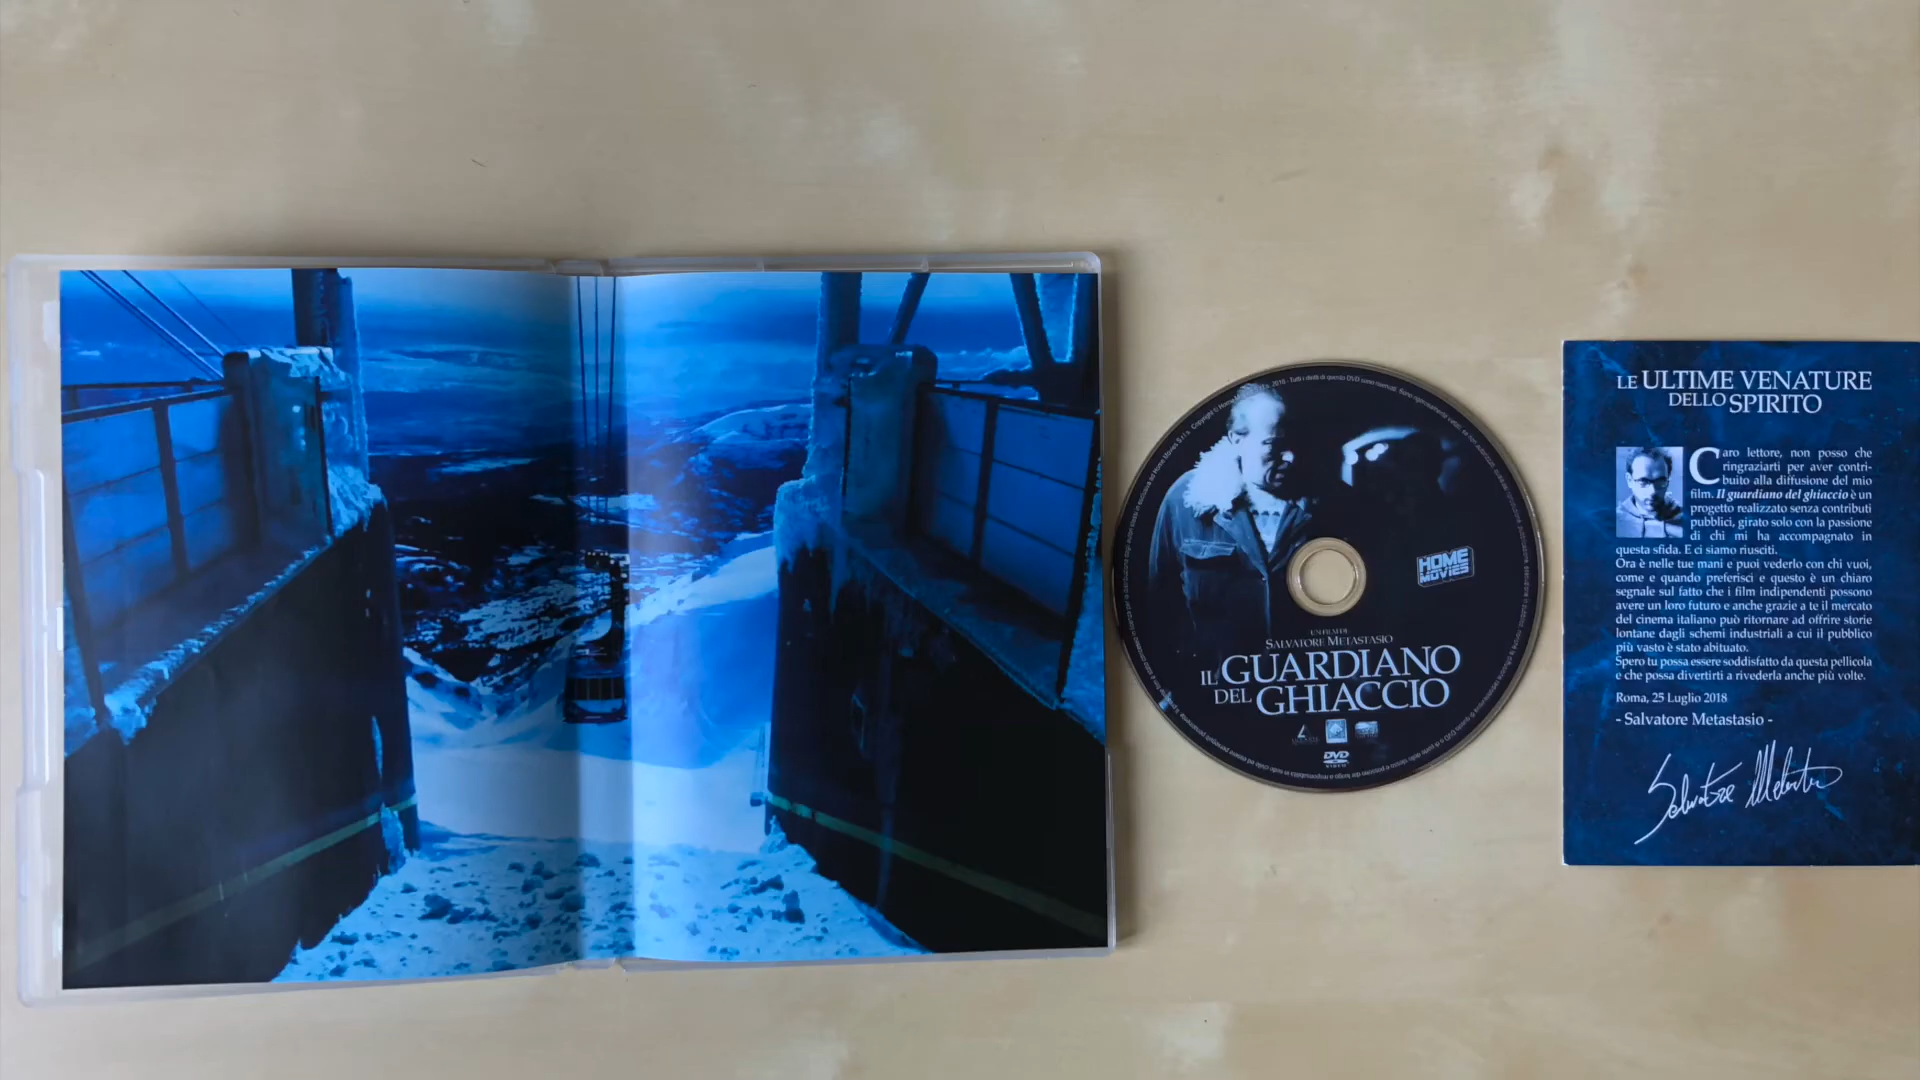 UN FILM DI
SALVATORE METASTASIO
IL GUARDIANO
DEL GHIACCIO
HOME
MOVIES
DVD
VIDEO
LE ULTIME VENATURE
DELLO SPIRITO
Caro lettore, non posso che
ringraziarti per aver contri-
buito alla diffusione del mio
film. Il guardiano del ghiaccio è un
progetto realizzato senza contributi
pubblici, girato solo con la passione
di chi mi ha accompagnato in
questa sfida. E ci siamo riusciti.
Ora è nelle tue mani e puoi vederlo con chi vuoi,
come e quando preferisci e questo è un chiaro
segnale sul fatto che i film indipendenti possono
avere un loro futuro e anche grazie a te il mercato
del cinema italiano può ritornare ad offrire storie
lontane dagli schemi industriali a cui il pubblico
più vasto è stato abituato.
Spero tu possa essere soddisfatto da questa pellicola
e che possa divertirti a rivederla anche più volte.
Roma, 25 Luglio 2018
- Salvatore Metastasio -